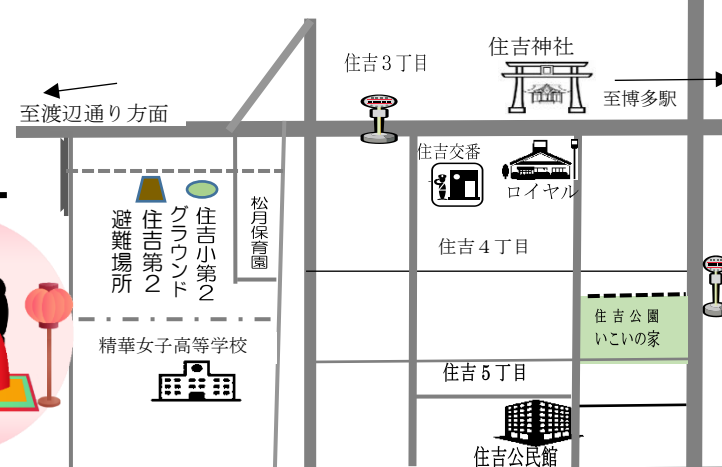 住吉神社
住吉３丁目
至博多駅
至渡辺通り方面
住吉交番
ロイヤル
松月保育園
住吉小第２
グラウンド
住吉第２
避難場所
住吉４丁目
住吉公園
いこいの家
精華女子高等学校
住吉５丁目
住吉公民館